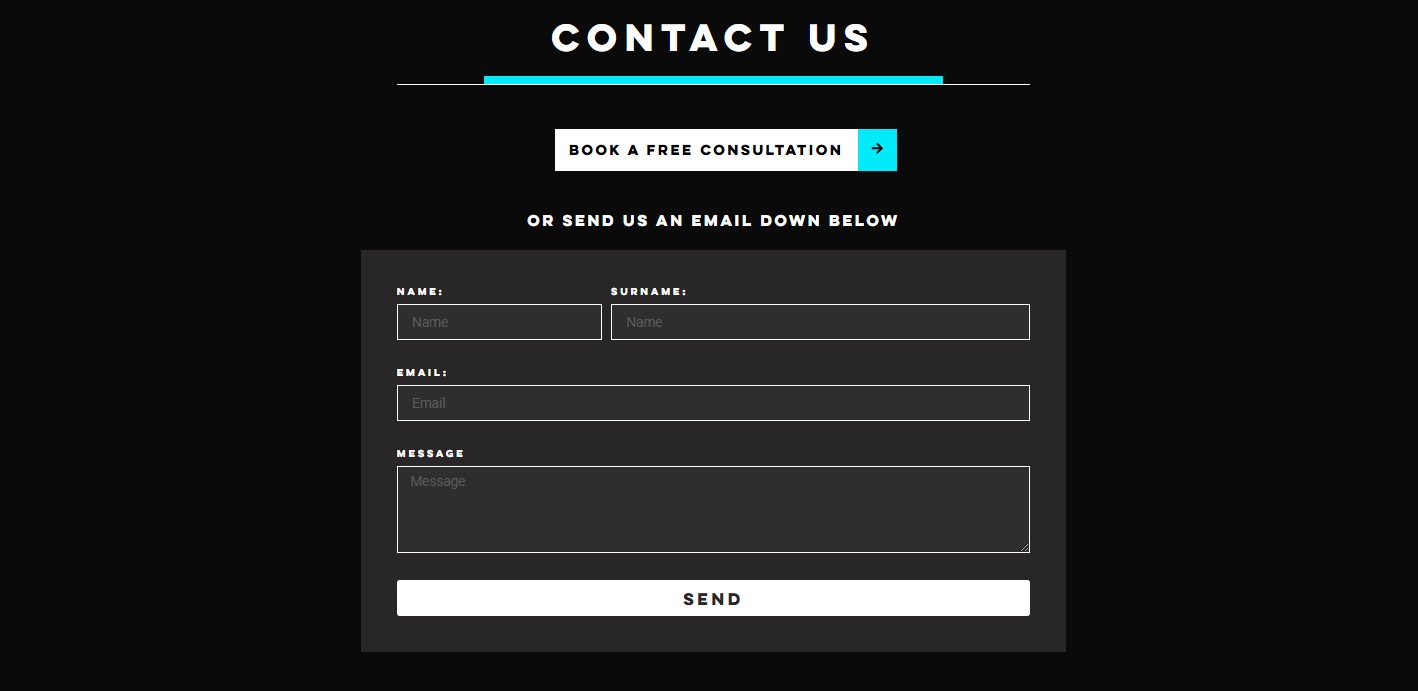 CONTACT US
BOOK A FREE CONSULTATION →
OR SEND US AN EMAIL DOWN BELOW
NAME: SURNAME:
Name Name
EMAIL:
Email
MESSAGE
Message
SEND